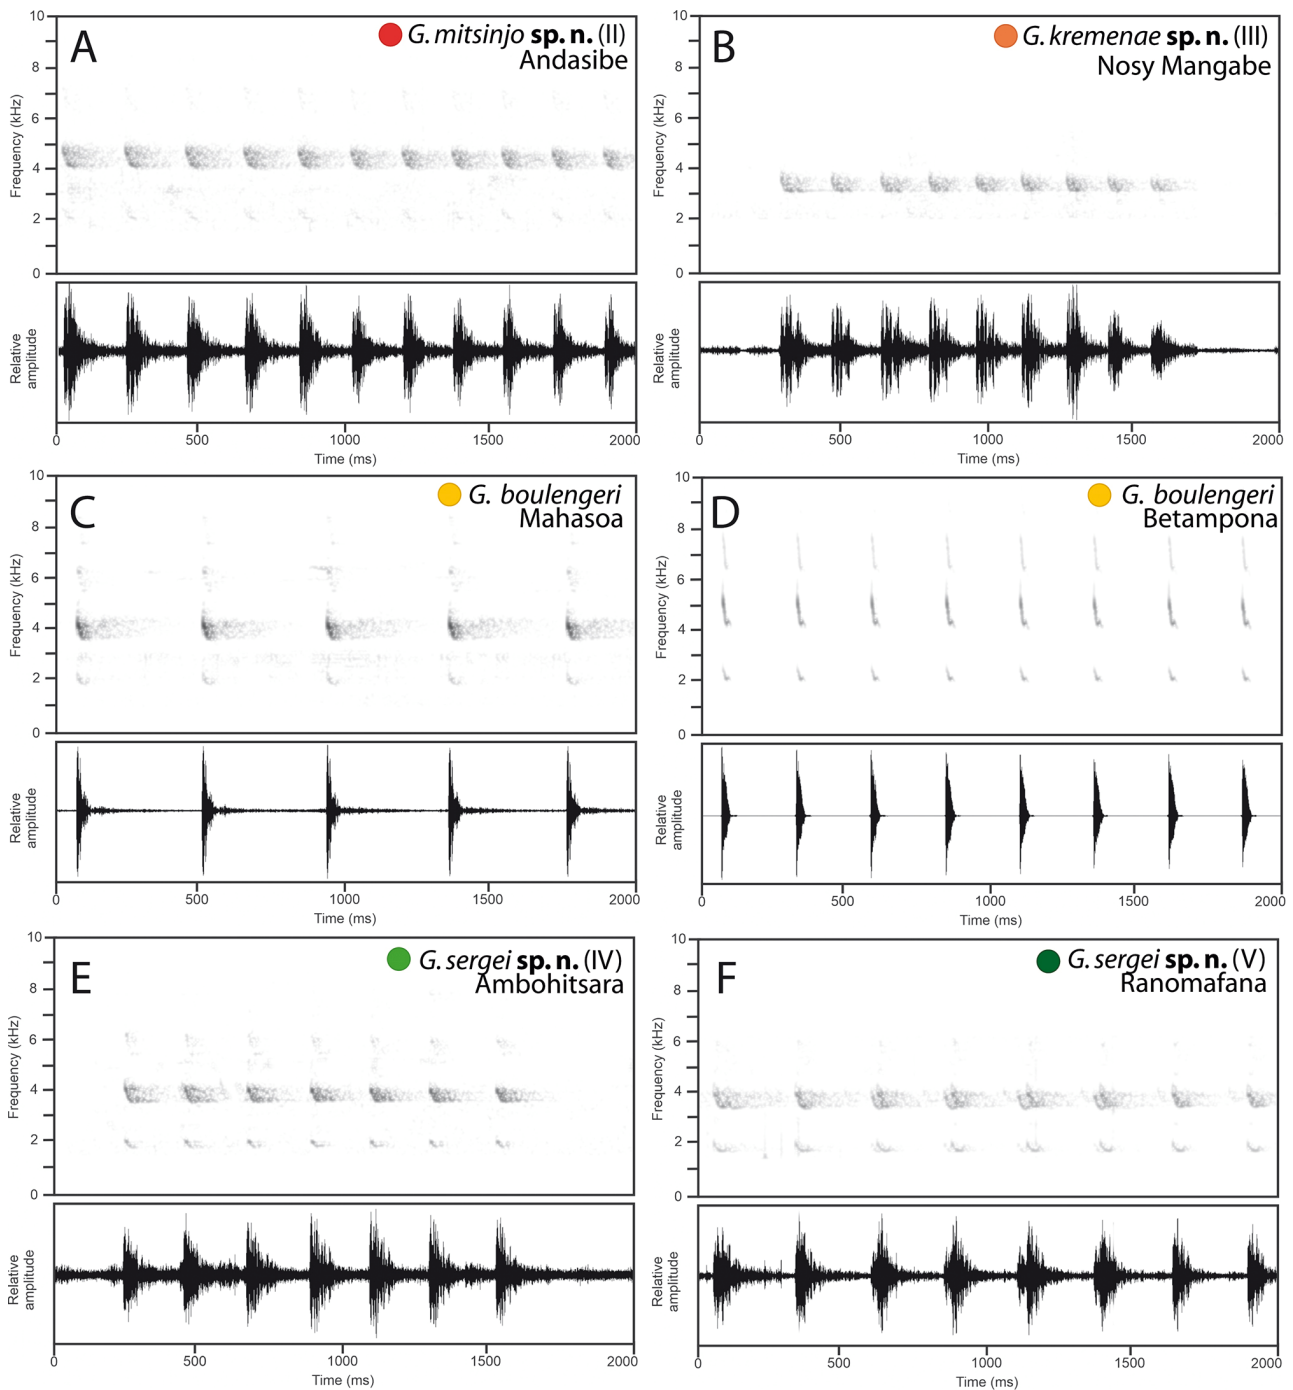 A
G. mitsinjo sp. n. (II)
Andasibe
10
8
6
4
2
0
Frequency (kHz)
Relative
amplitude
0 500 1000 1500 2000
Time (ms)
B
G. kremenae sp. n. (III)
Nosy Mangabe
10
8
6
4
2
0
Frequency (kHz)
Relative
amplitude
0 500 1000 1500 2000
Time (ms)
C
G. boulengeri
Mahasoa
10
8
6
4
2
0
Frequency (kHz)
Relative
amplitude
0 500 1000 1500 2000
Time (ms)
D
G. boulengeri
Betampona
10
8
6
4
2
0
Frequency (kHz)
Relative
amplitude
0 500 1000 1500 2000
Time (ms)
E
G. sergei sp. n. (IV)
Ambohitsara
10
8
6
4
2
0
Frequency (kHz)
Relative
amplitude
0 500 1000 1500 2000
Time (ms)
F
G. sergei sp. n. (V)
Ranomafana
10
8
6
4
2
0
Frequency (kHz)
Relative
amplitude
0 500 1000 1500 2000
Time (ms)